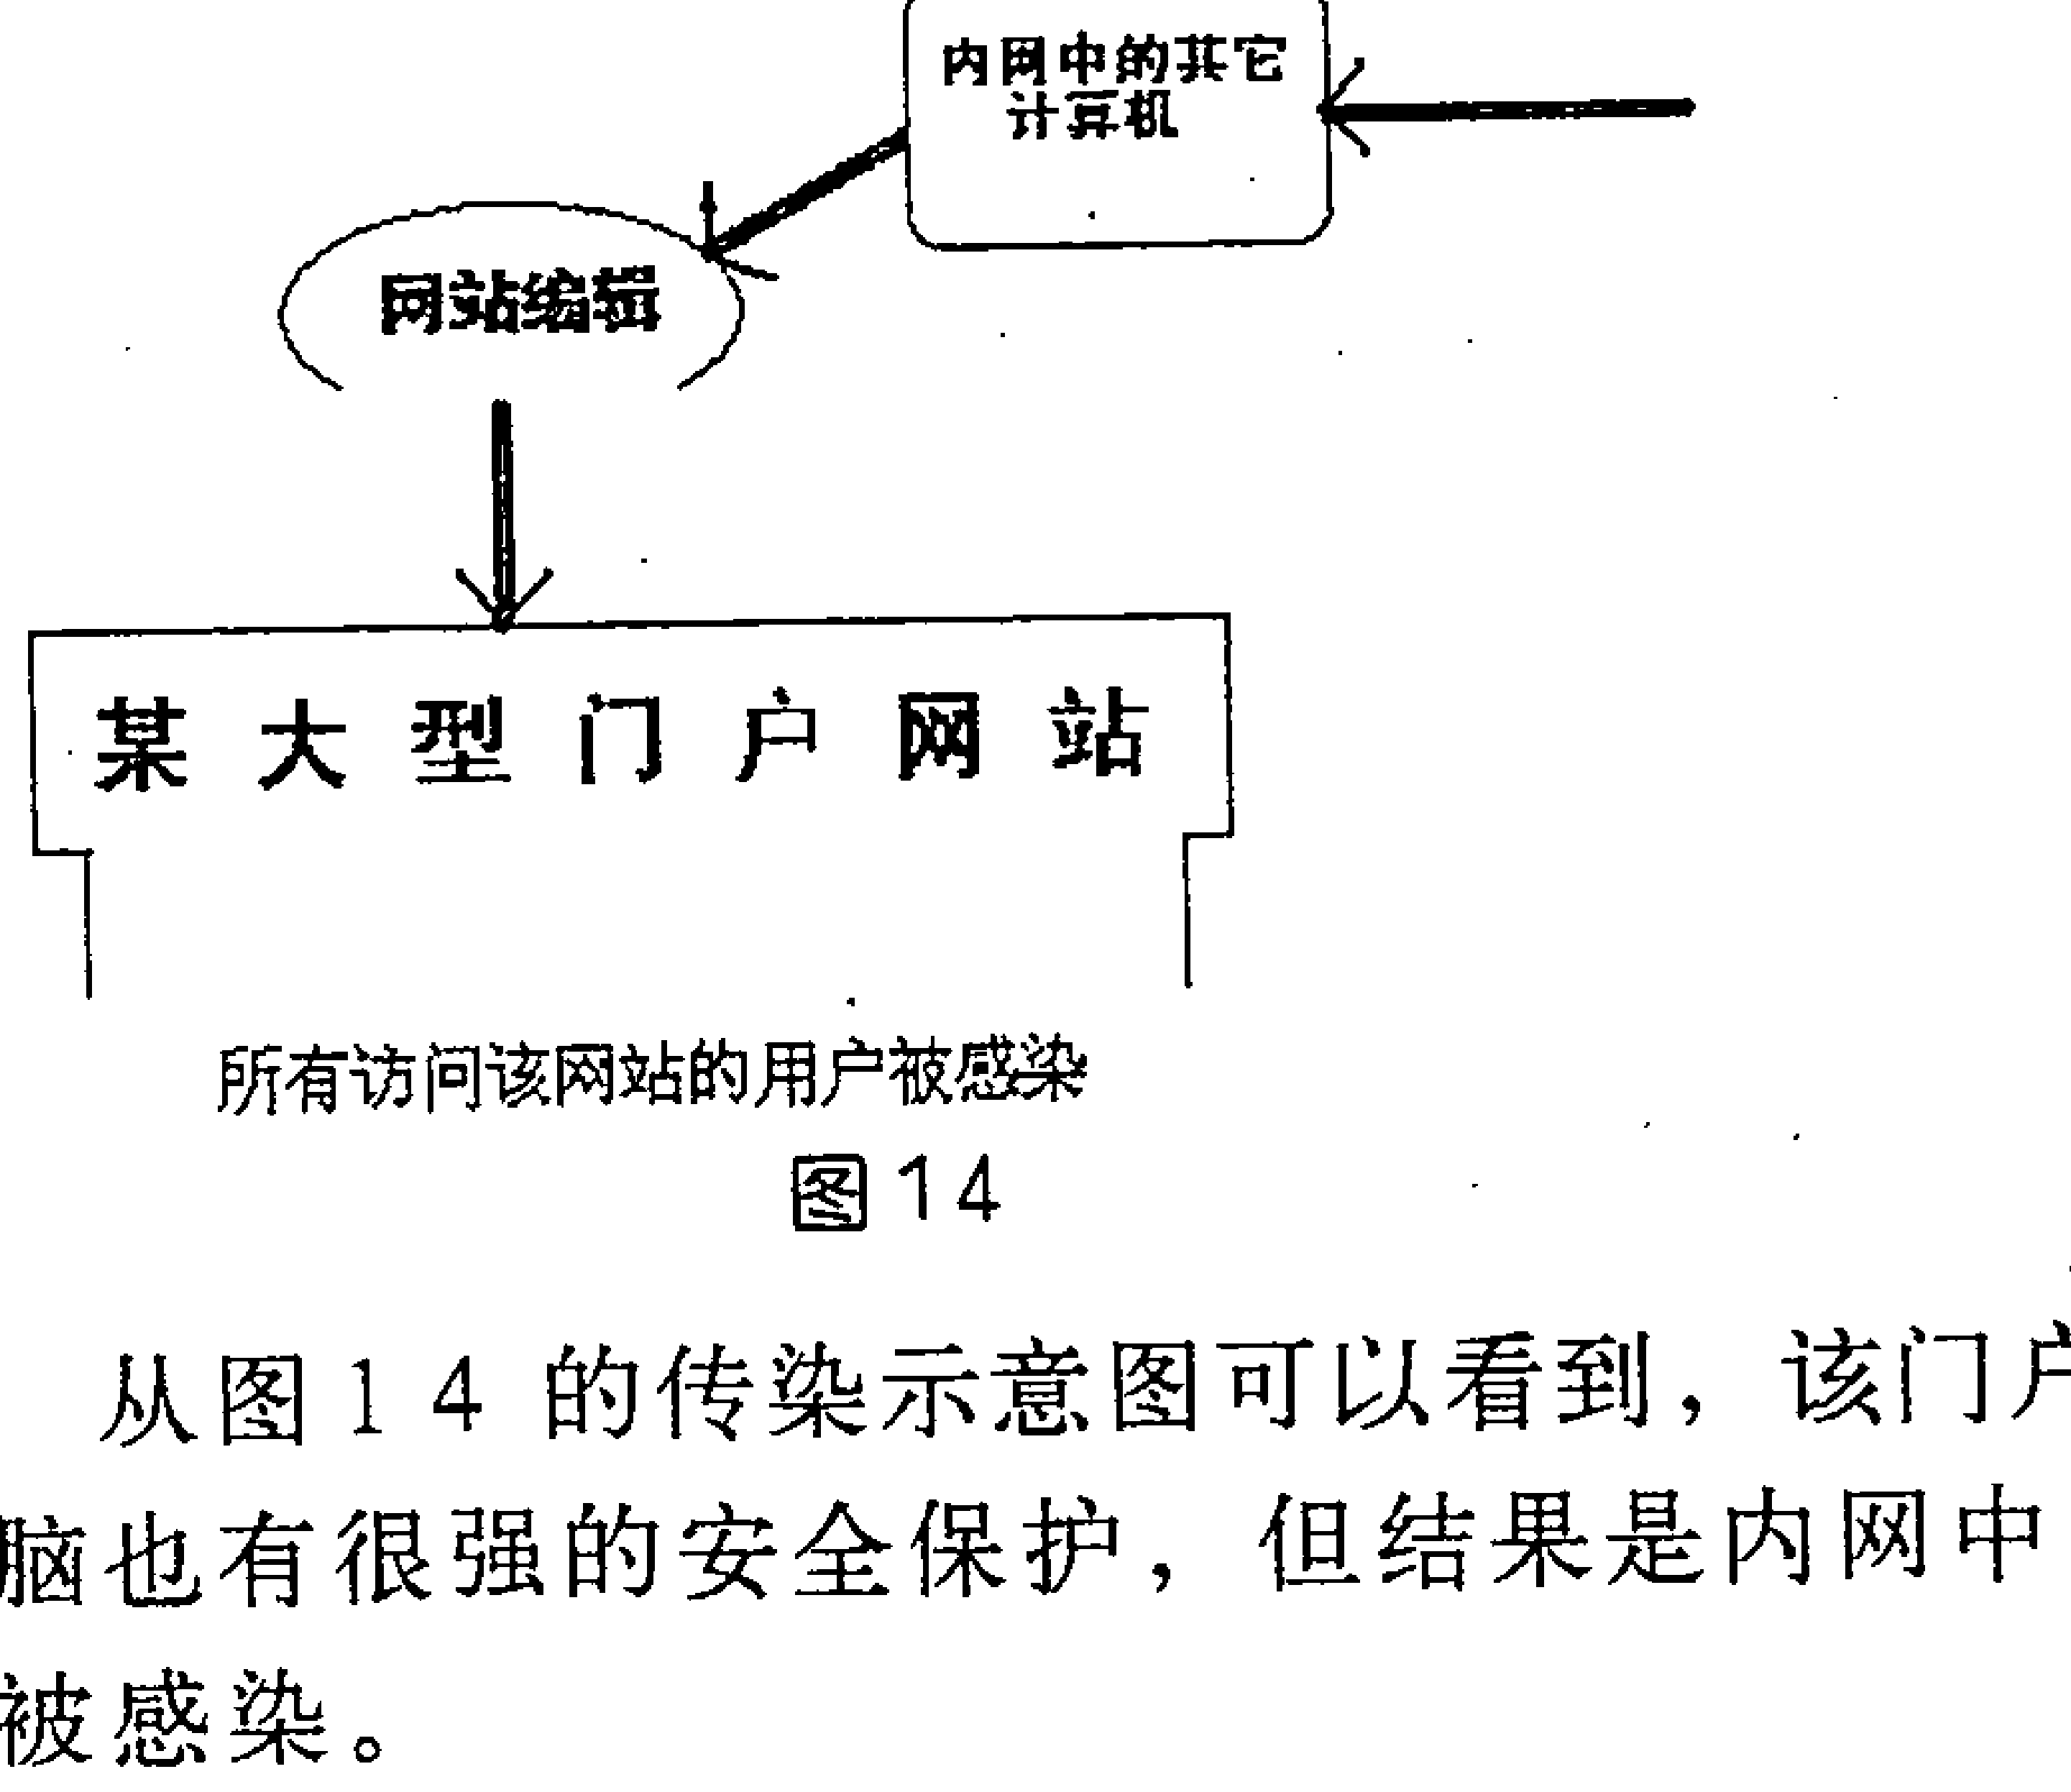 内网中的其它
计算机
网站编辑
某大型门户网站
所有访问该网站的用户被感染
图14
从图14 的传染示意图可以看到，该门户
脑也有很强的安全保护，但结果是内网中
被感染。